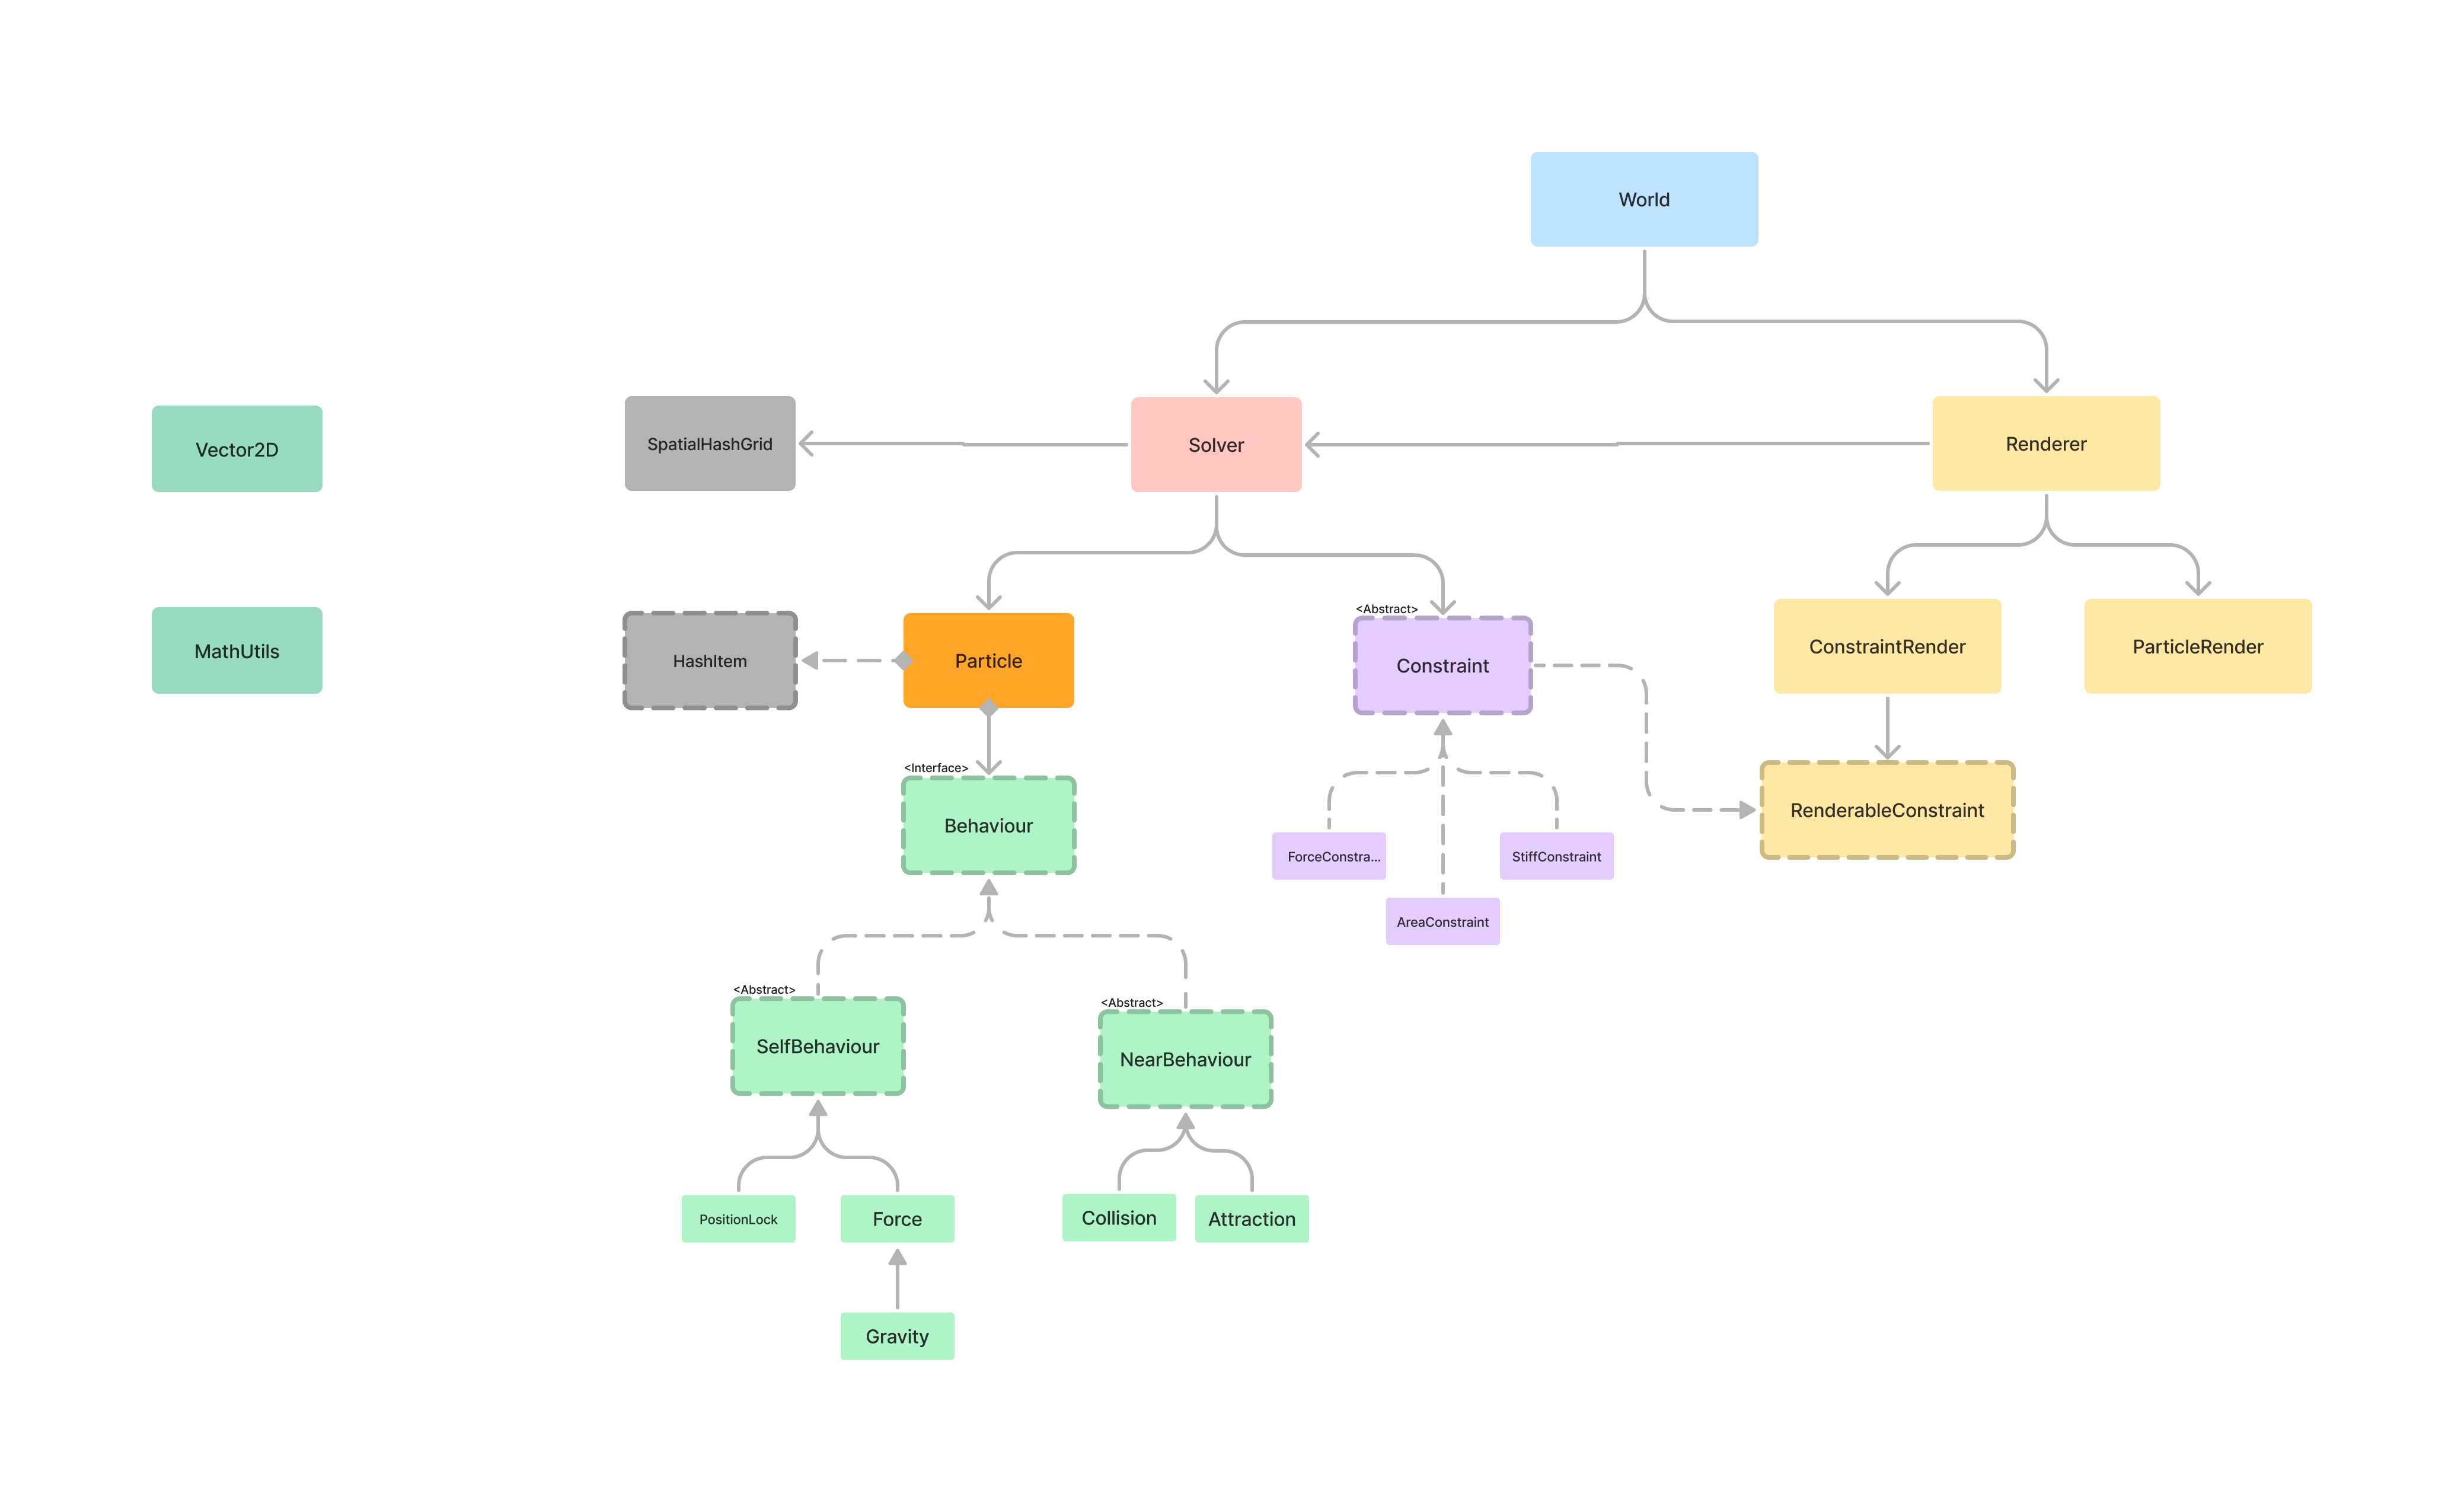 World
Vector2D
SpatialHashGrid
Solver
Renderer
MathUtils
HashItem
Particle
<Abstract>
Constraint
ConstraintRender
ParticleRender
<Interface>
Behaviour
RenderableConstraint
ForceConstra...
StiffConstraint
AreaConstraint
<Abstract>
SelfBehaviour
<Abstract>
NearBehaviour
PositionLock
Force
Collision
Attraction
Gravity